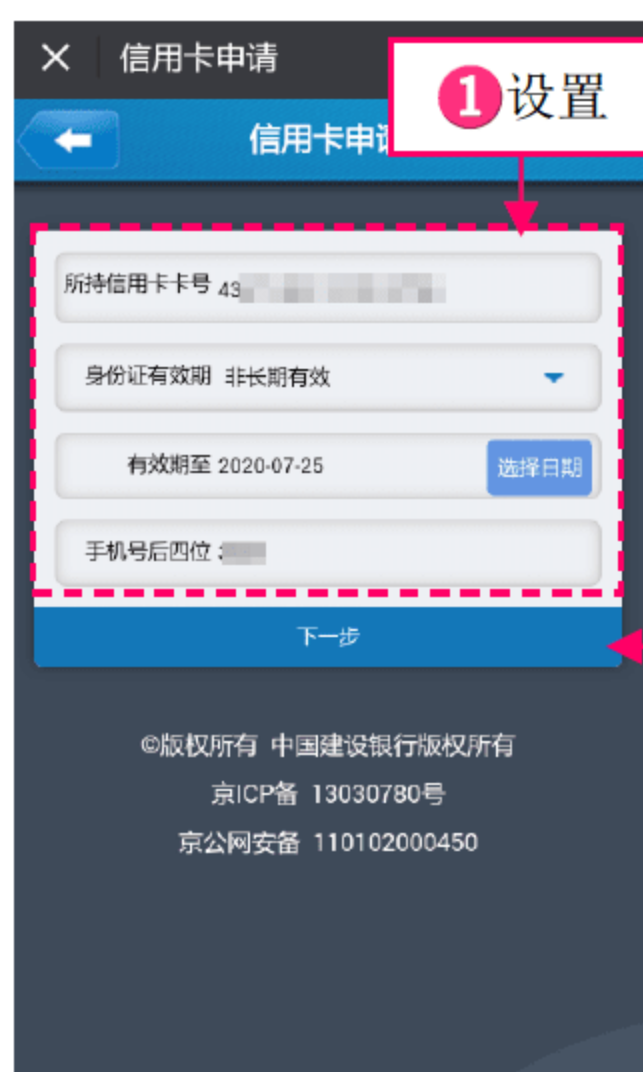 信用卡申请
❶设置
信用卡申
所持信用卡卡号 43
身份证有效期 非长期有效
有效期至 2020-07-25 选择日期
手机号后四位
下一步
©版权所有 中国建设银行版权所有
京ICP备 13030780号
京公网安备 110102000450